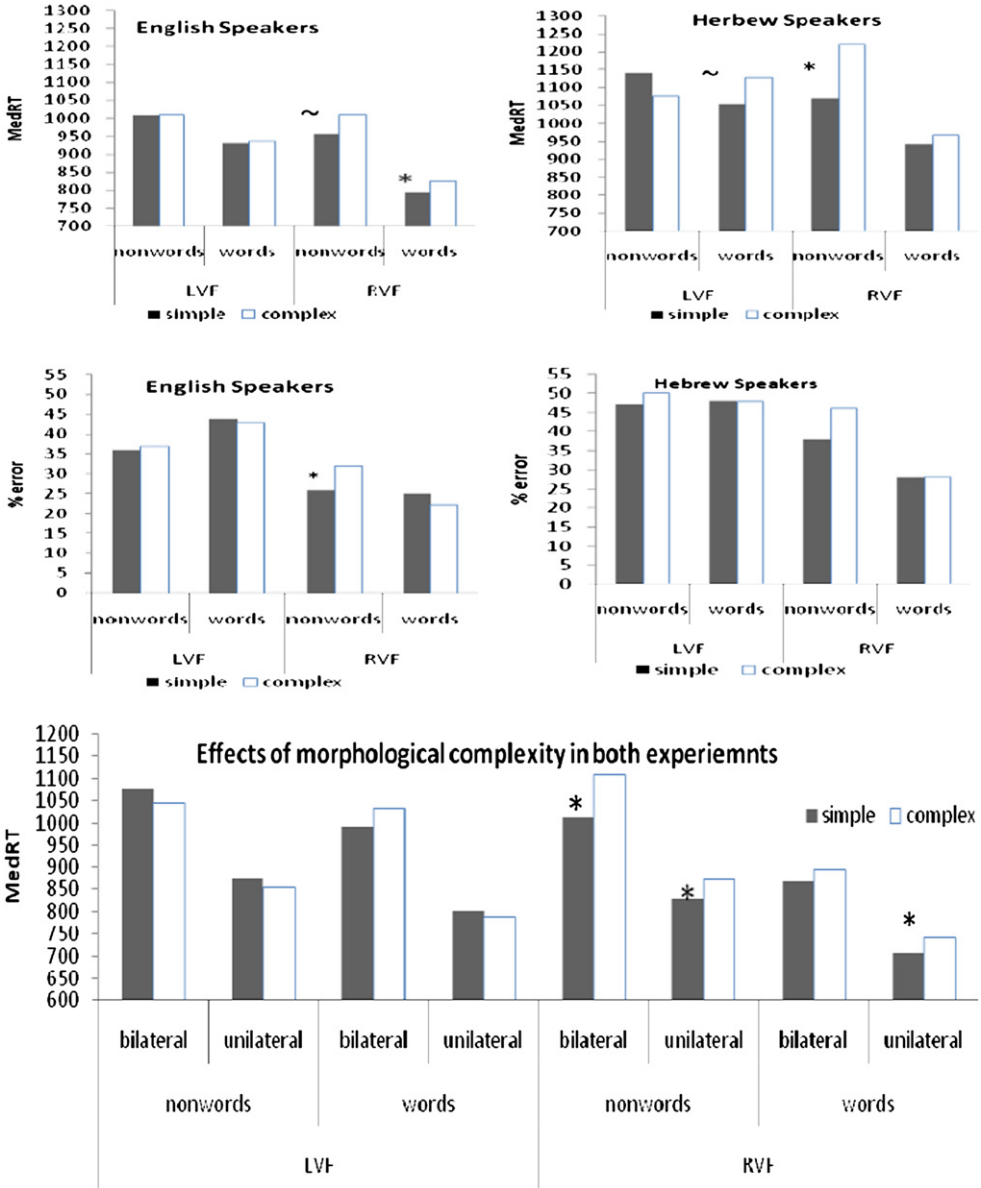 English Speakers
MedRT
1300
1250
1200
1150
1100
1050
1000
950
900
850
800
750
700
~
*
nonwords words nonwords words
LVF RVF
simple complex
Herbew Speakers
MedRT
1300
1250
1200
1150
1100
1050
1000
950
900
850
800
750
700
~
*
nonwords words nonwords words
LVF RVF
simple complex
English Speakers
% error
55
50
45
40
35
30
25
20
15
10
5
0
*
nonwords words nonwords words
LVF RVF
simple complex
Hebrew Speakers
% error
55
50
45
40
35
30
25
20
15
10
5
0
nonwords words nonwords words
LVF RVF
simple complex
Effects of morphological complexity in both experiemnts
MedRT
1200
1150
1100
1050
1000
950
900
850
800
750
700
650
600
*
*
*
simple complex
bilateral unilateral bilateral unilateral bilateral unilateral bilateral unilateral
nonwords words nonwords words
LVF RVF